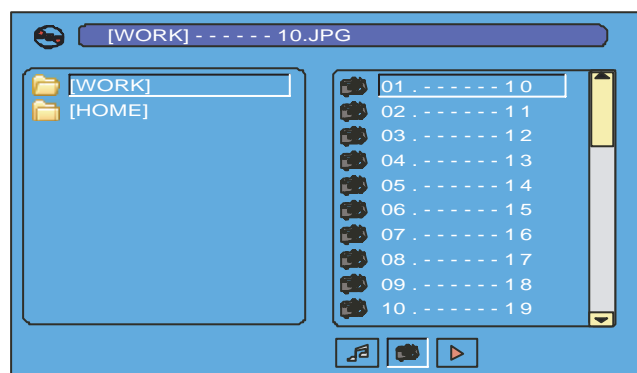 [WORK] - - - - - - 10.JPG
[WORK]
[HOME]
01 . - - - - - - 1 0
02 . - - - - - - 1 1
03 . - - - - - - 1 2
04 . - - - - - - 1 3
05 . - - - - - - 1 4
06 . - - - - - - 1 5
07 . - - - - - - 1 6
08 . - - - - - - 1 7
09 . - - - - - - 1 8
10 . - - - - - - 1 9